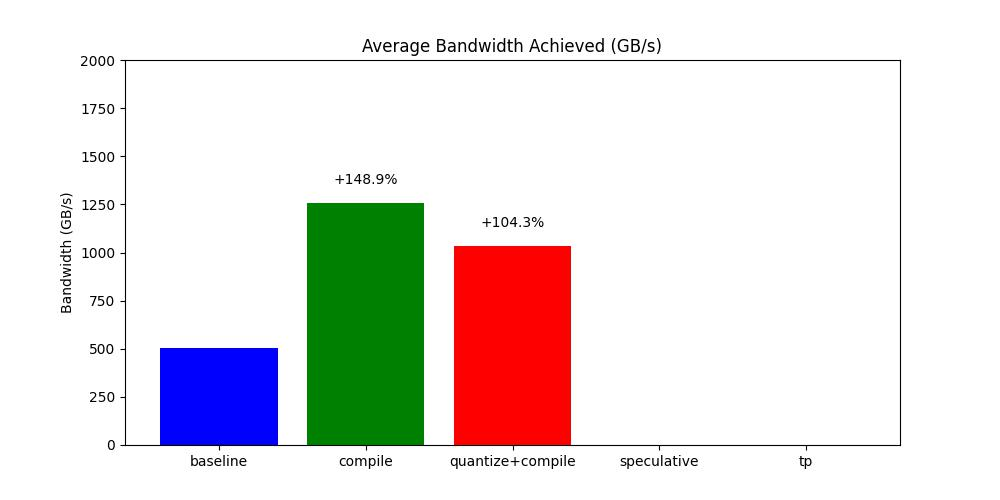 Average Bandwidth Achieved (GB/s)
Bandwidth (GB/s)
2000
1750
1500
1250
1000
750
500
250
0
+148.9%
+104.3%
baseline
compile
quantize+compile
speculative
tp